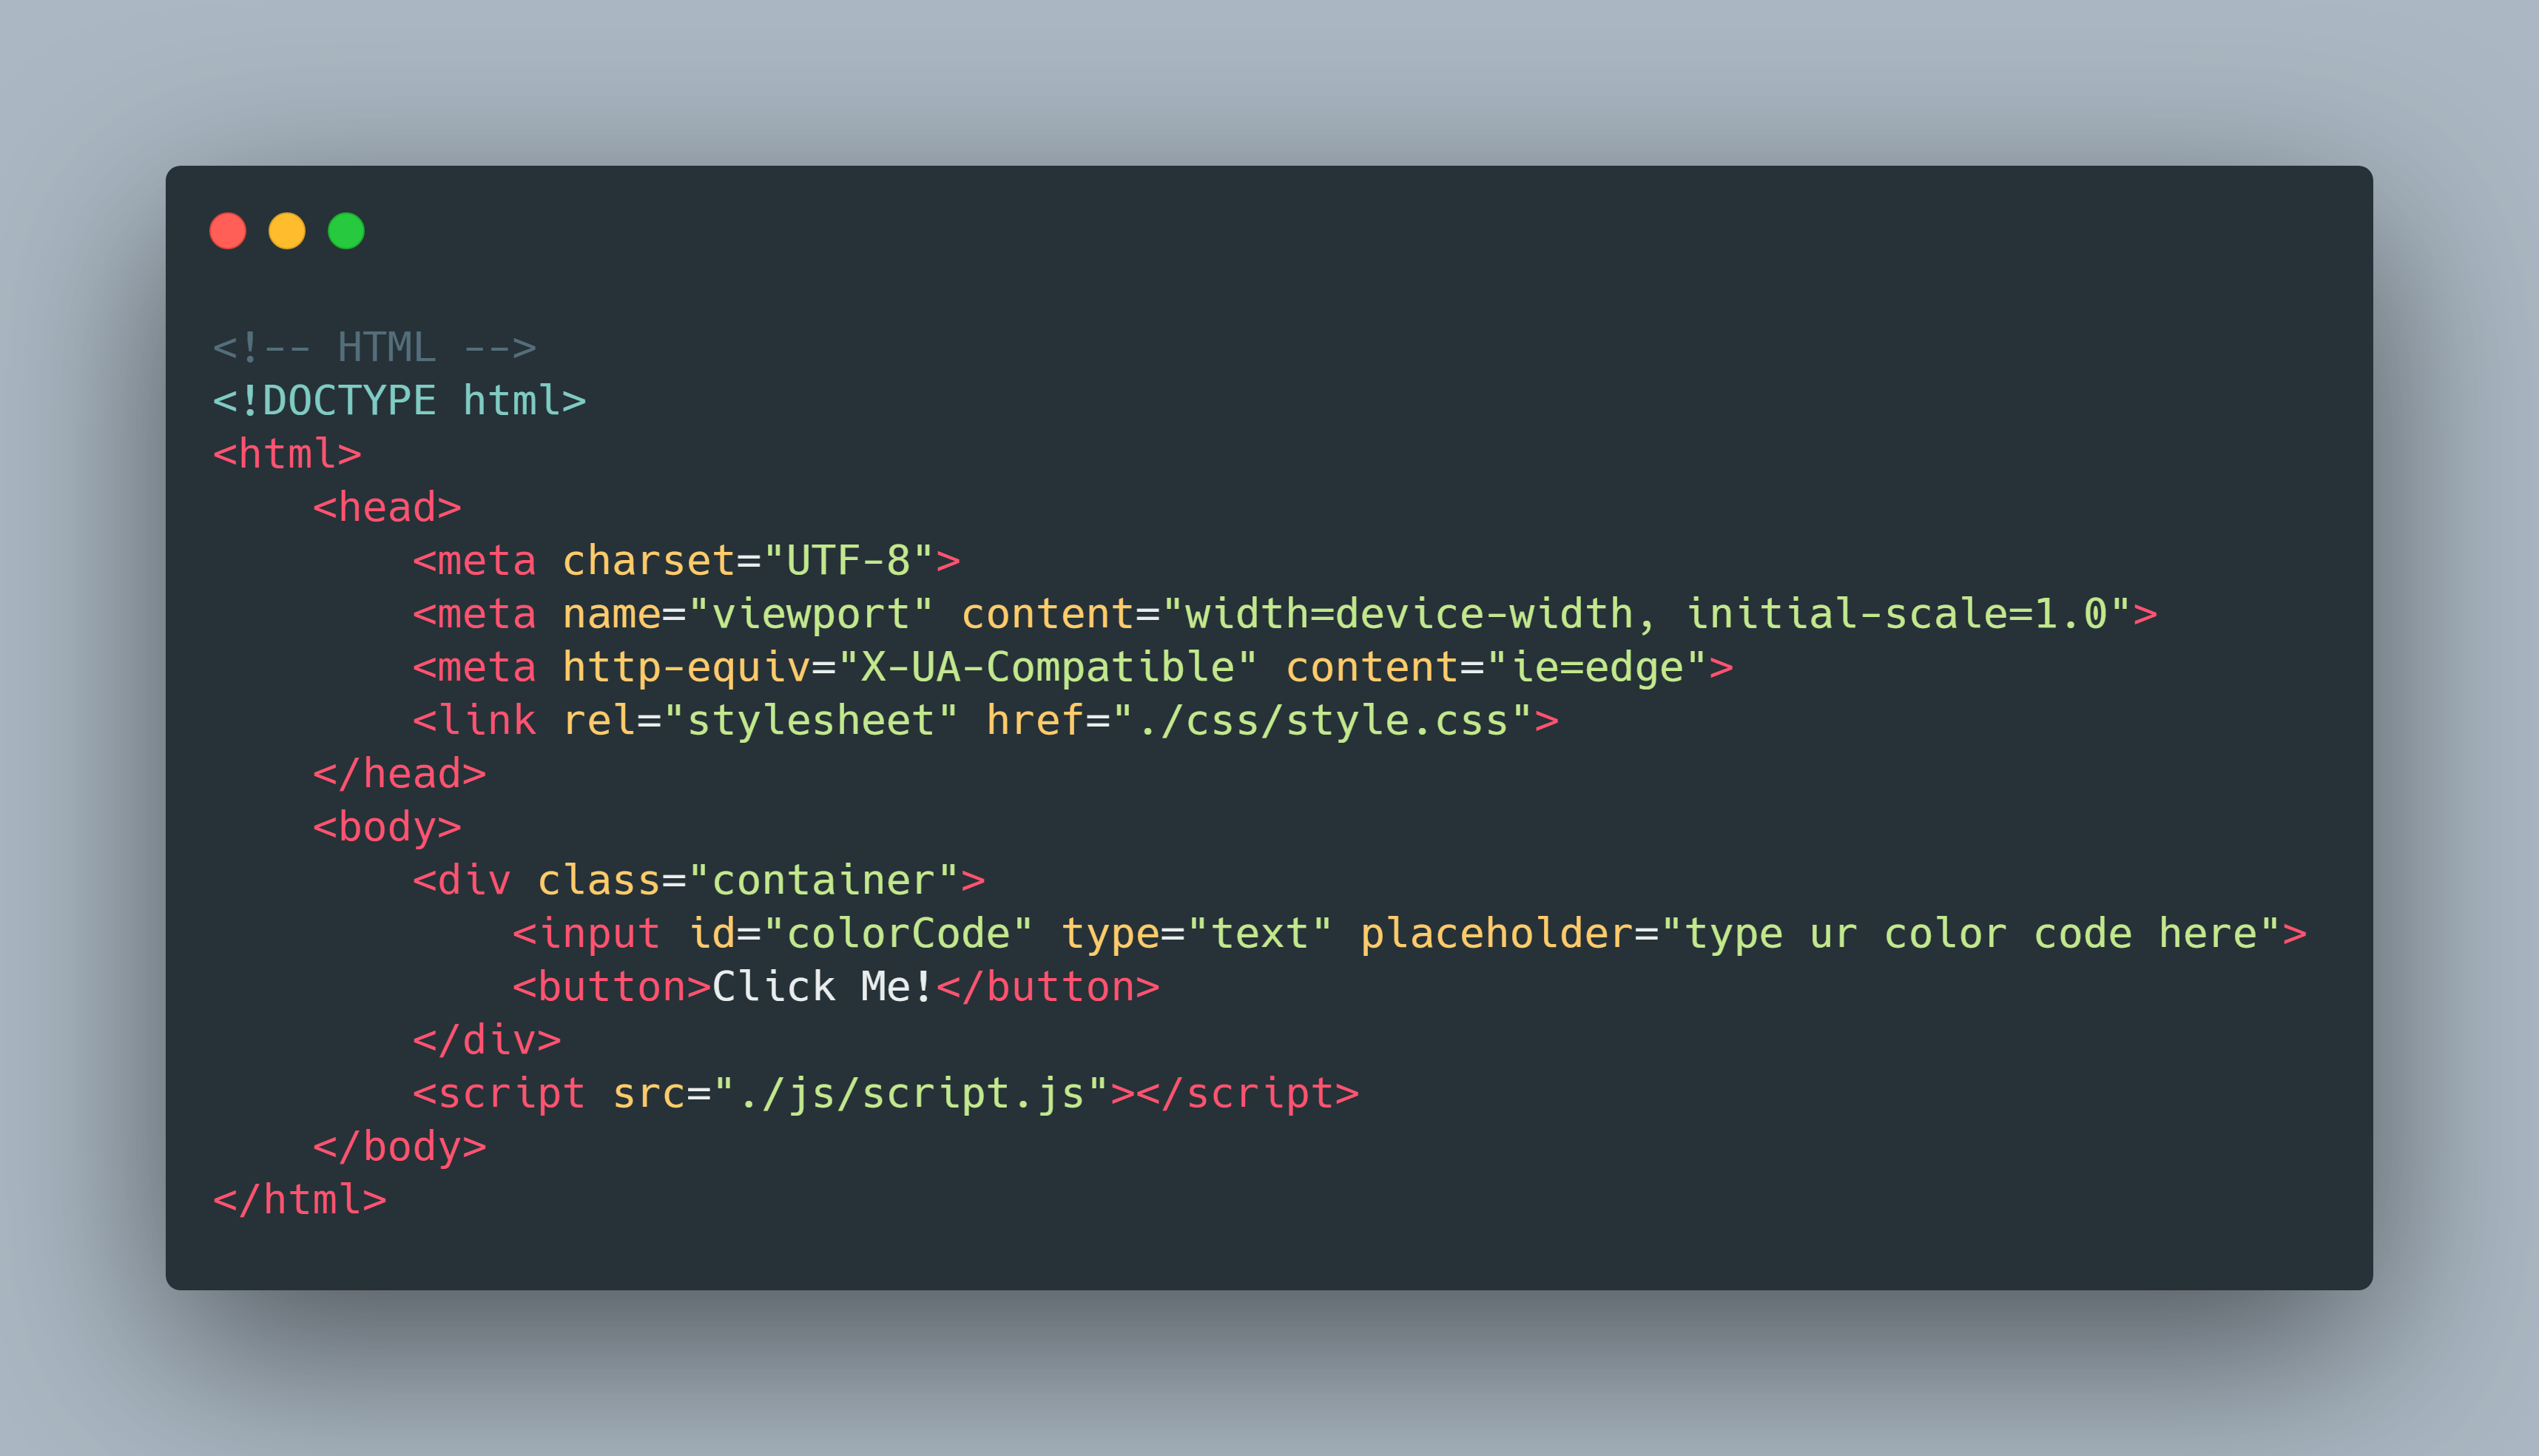 <!-- HTML -->
<!DOCTYPE html>
<html>
    <head>
        <meta charset="UTF-8">
        <meta name="viewport" content="width=device-width, initial-scale=1.0">
        <meta http-equiv="X-UA-Compatible" content="ie=edge">
        <link rel="stylesheet" href="./css/style.css">
    </head>
    <body>
        <div class="container">
            <input id="colorCode" type="text" placeholder="type ur color code here">
            <button>Click Me!</button>
        </div>
        <script src="./js/script.js"></script>
    </body>
</html>